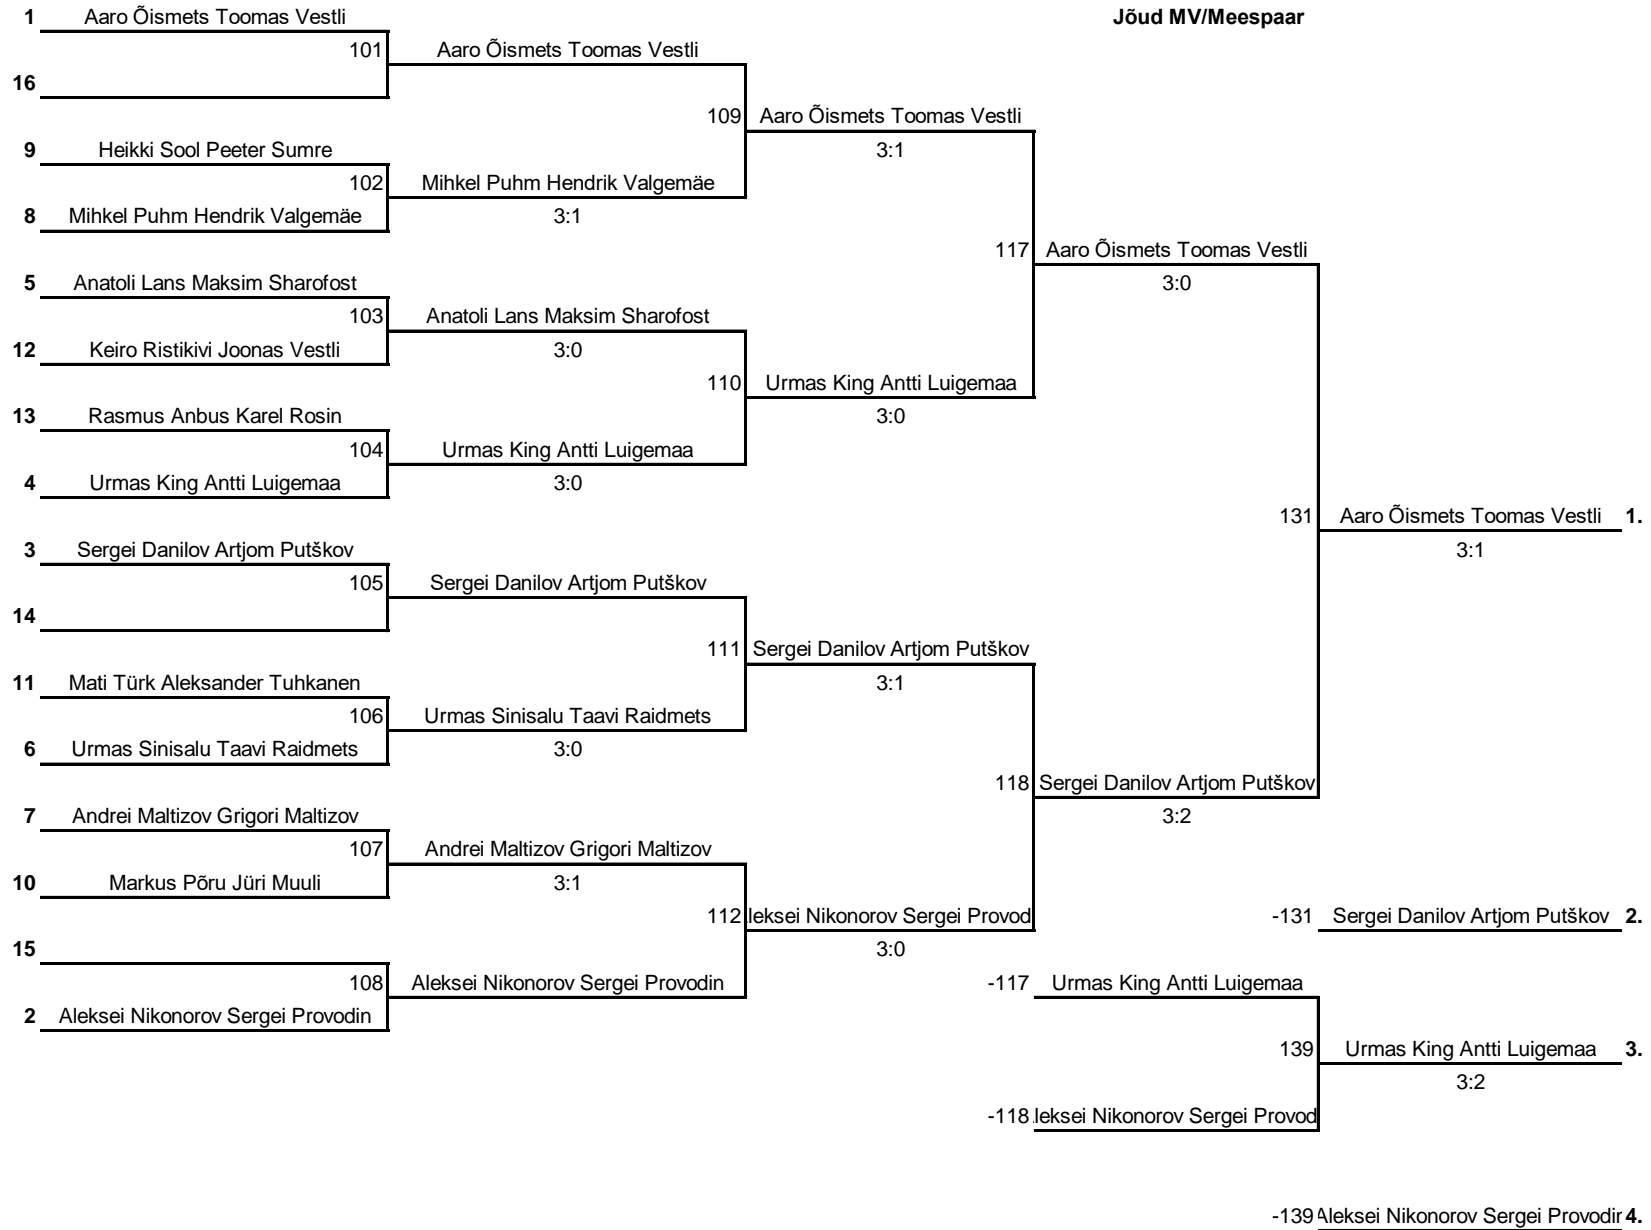 Jõud MV/Meespaar
1 Aaro Õismets Toomas Vestli
101 Aaro Õismets Toomas Vestli
16
109 Aaro Õismets Toomas Vestli
9 Heikki Sool Peeter Sumre
3:1
102 Mihkel Puhm Hendrik Valgemäe
8 Mihkel Puhm Hendrik Valgemäe
3:1
117 Aaro Õismets Toomas Vestli
5 Anatoli Lans Maksim Sharofost
3:0
103 Anatoli Lans Maksim Sharofost
12 Keiro Ristikivi Joonas Vestli
3:0
110 Urmas King Antti Luigemaa
13 Rasmus Anbus Karel Rosin
3:0
104 Urmas King Antti Luigemaa
4 Urmas King Antti Luigemaa
3:0
131 Aaro Õismets Toomas Vestli 1.
3 Sergei Danilov Artjom Putškov
3:1
105 Sergei Danilov Artjom Putškov
14
111 Sergei Danilov Artjom Putškov
11 Mati Türk Aleksander Tuhkanen
3:1
106 Urmas Sinisalu Taavi Raidmets
6 Urmas Sinisalu Taavi Raidmets
3:0
118 Sergei Danilov Artjom Putškov
7 Andrei Maltizov Grigori Maltizov
3:2
107 Andrei Maltizov Grigori Maltizov
10 Markus Põru Jüri Muuli
3:1
112 leksei Nikonorov Sergei Provod
-131 Sergei Danilov Artjom Putškov 2.
15
3:0
108 Aleksei Nikonorov Sergei Provodin
-117 Urmas King Antti Luigemaa
2 Aleksei Nikonorov Sergei Provodin
139 Urmas King Antti Luigemaa 3.
3:2
-118 leksei Nikonorov Sergei Provod
-139 Aleksei Nikonorov Sergei Provodin 4.